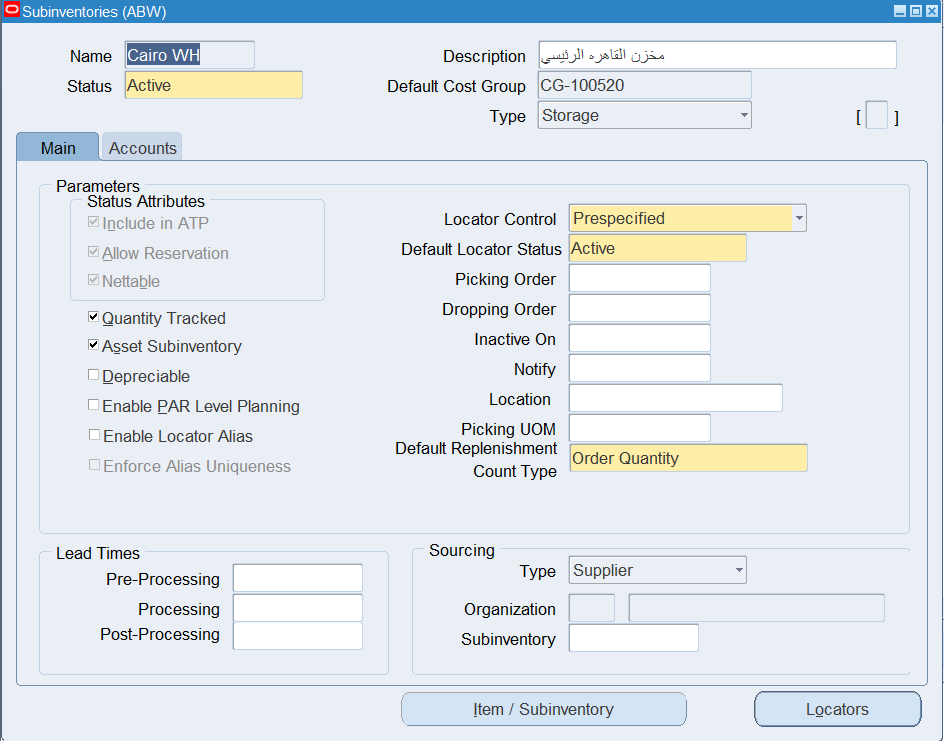 Subinventories (ABW)
Name Cairo WH
Description مخزن القاهره الرئيسي
Status Active
Default Cost Group CG-100520
Type Storage
[ ]
Main Accounts
Parameters
Status Attributes
Include in ATP
Allow Reservation
Nettable
Quantity Tracked
Asset Subinventory
Depreciable
Enable PAR Level Planning
Enable Locator Alias
Enforce Alias Uniqueness
Locator Control Prespecified
Default Locator Status Active
Picking Order
Dropping Order
Inactive On
Notify
Location
Picking UOM
Default Replenishment
Count Type Order Quantity
Lead Times
Pre-Processing
Processing
Post-Processing
Sourcing
Type Supplier
Organization
Subinventory
Item / Subinventory
Locators